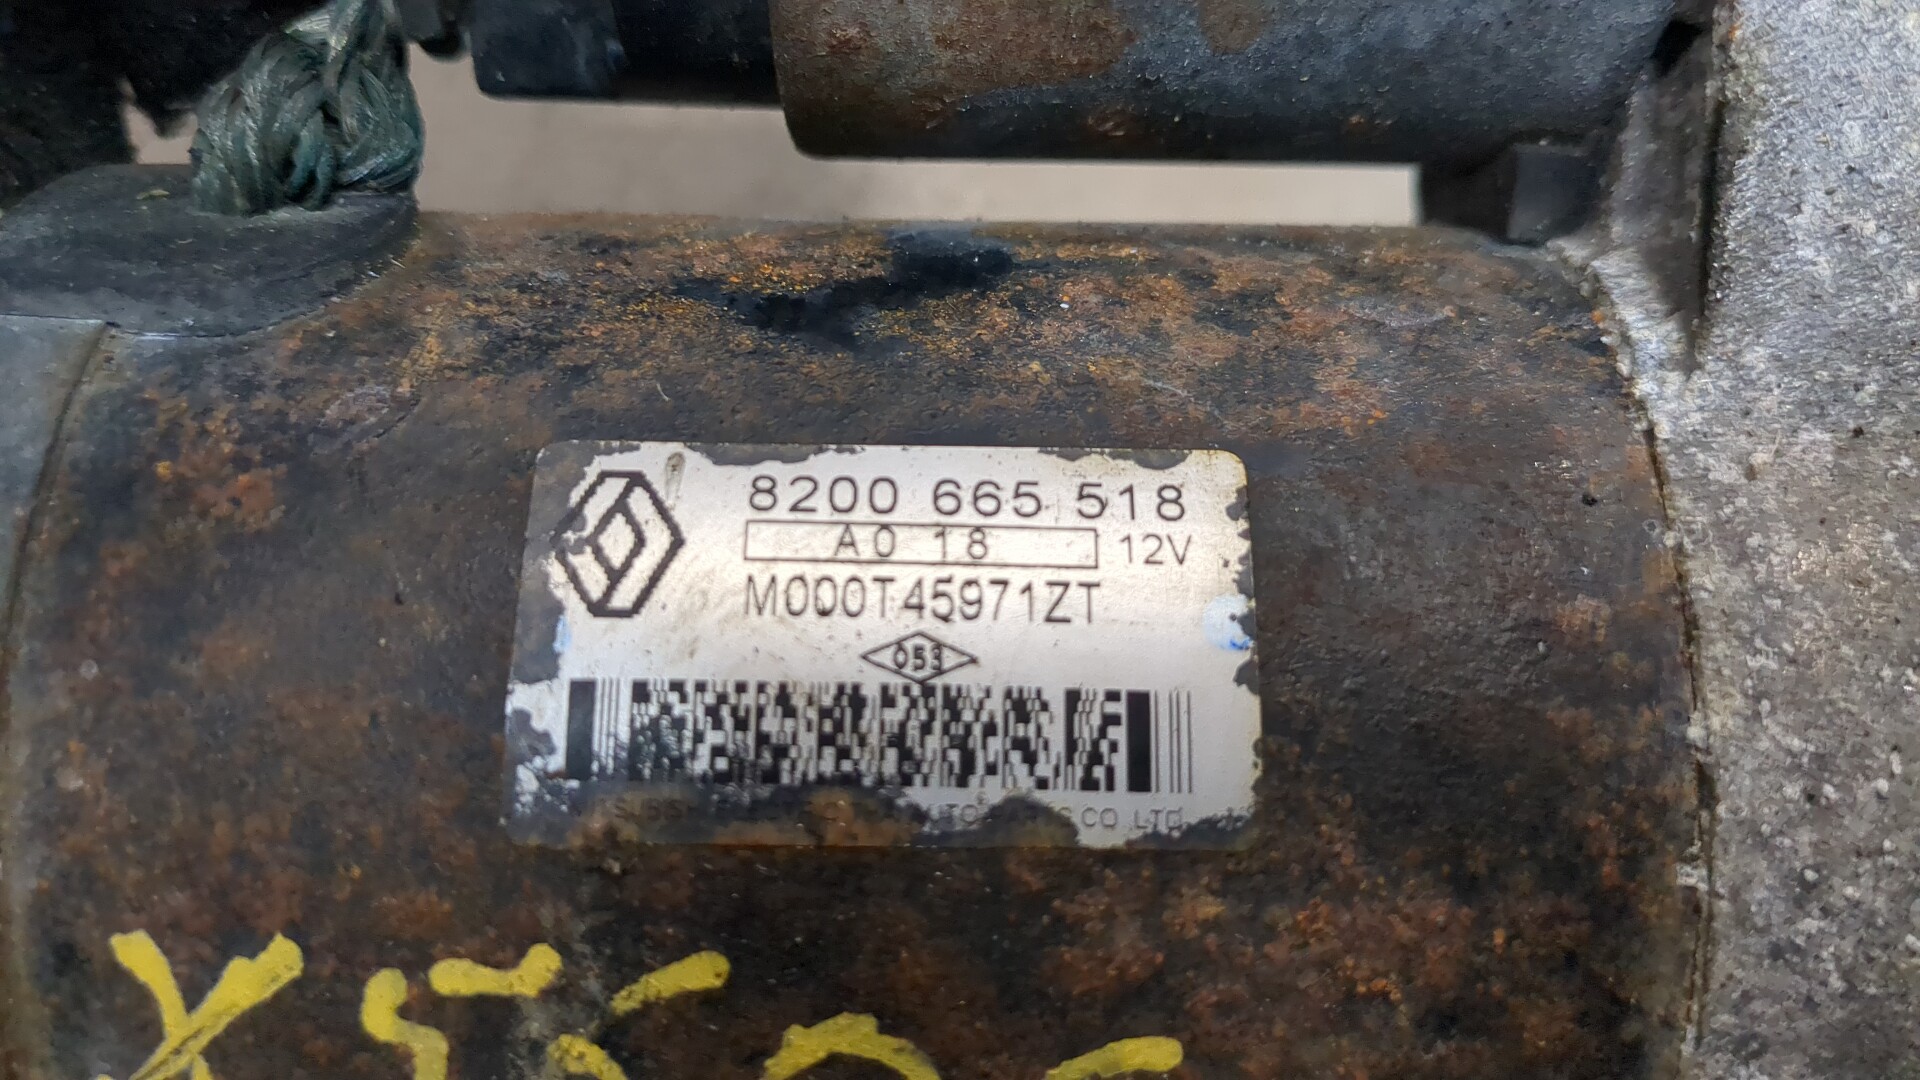 8200 665 518
A0 18 12V
M000T45971ZT
053
CO LTD